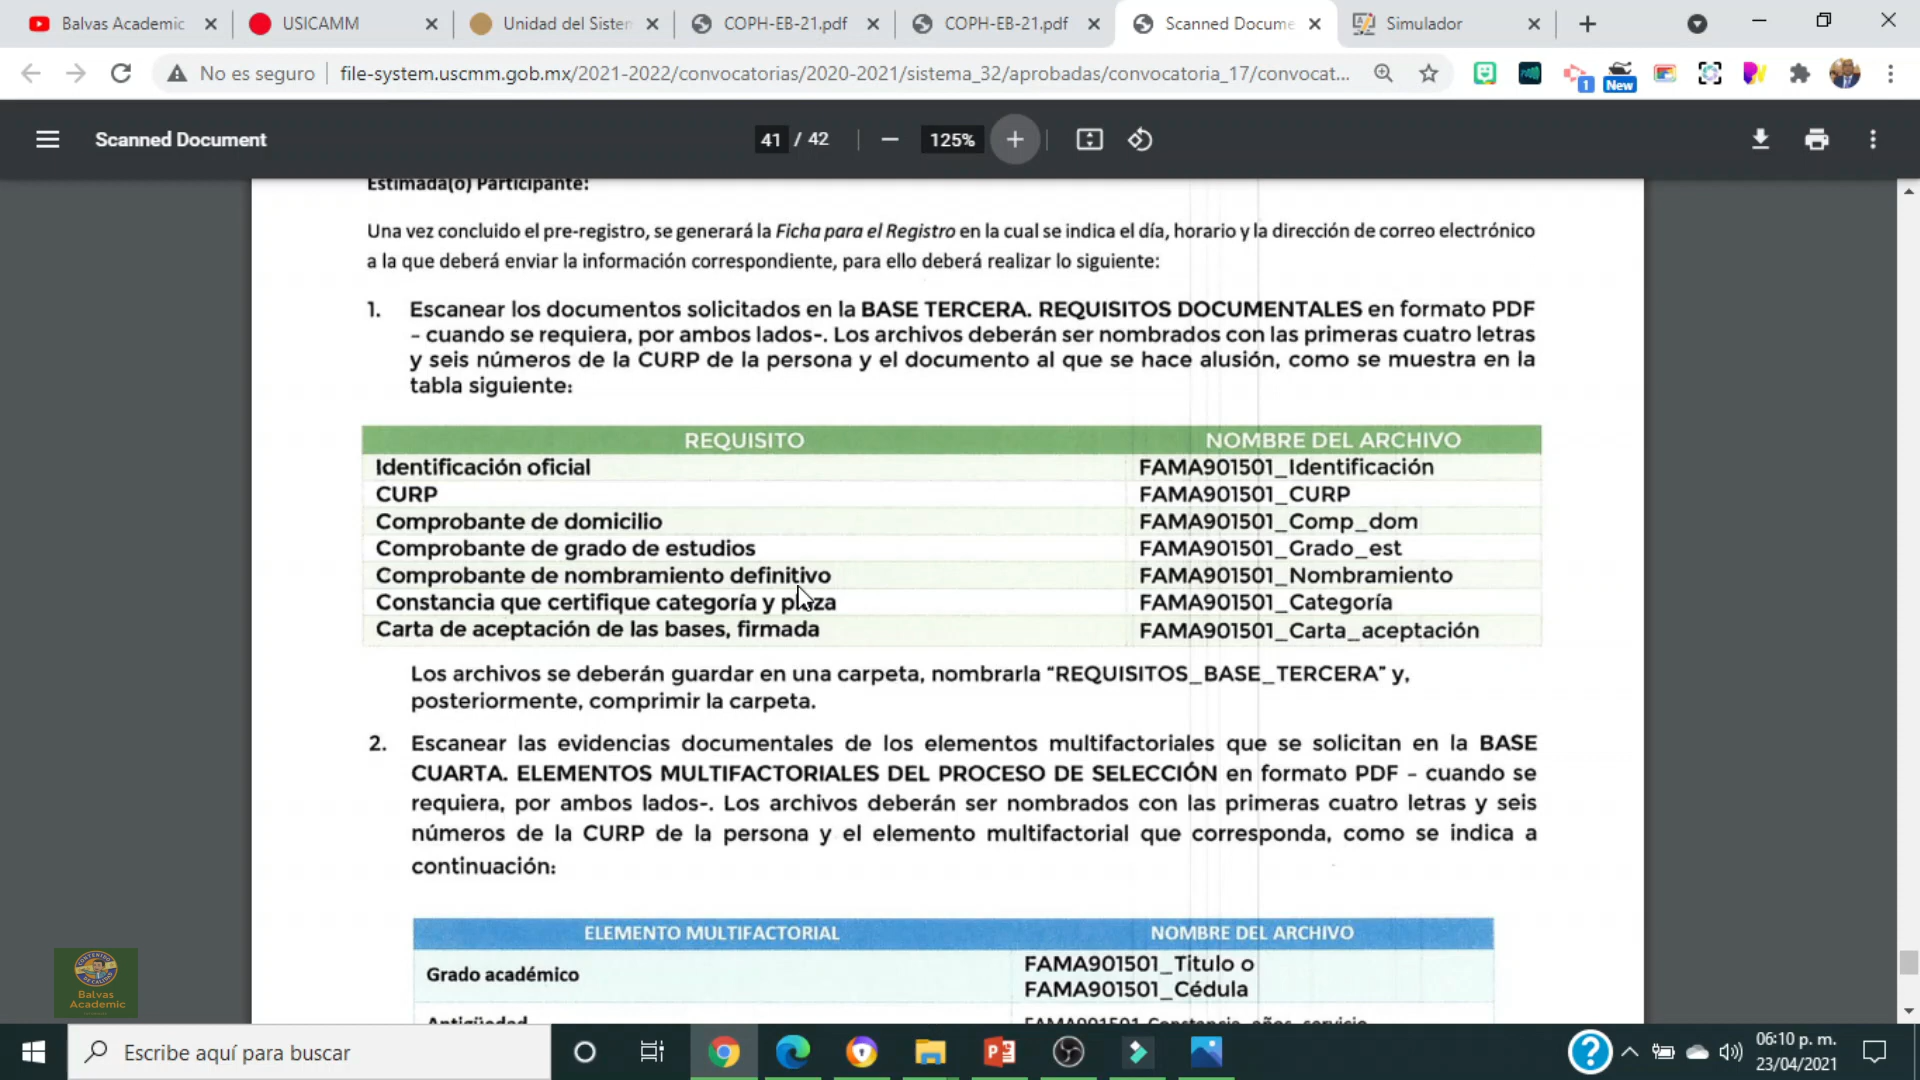 Balvas Academic
USICAMM
Unidad del Sistem
COPH-EB-21.pdf
COPH-EB-21.pdf
Scanned Docume
Simulador
No es seguro
file-system.uscmm.gob.mx/2021-2022/convocatorias/2020-2021/sistema_32/aprobadas/convocatoria_17/convocat...
1
New
Scanned Document
41 / 42
125%
Estimada(o) Participante:
Una vez concluido el pre-registro, se generará la Ficha para el Registro en la cual se indica el día, horario y la dirección de correo electrónico
a la que deberá enviar la información correspondiente, para ello deberá realizar lo siguiente:
1. Escanear los documentos solicitados en la BASE TERCERA. REQUISITOS DOCUMENTALES en formato PDF
– cuando se requiera, por ambos lados-. Los archivos deberán ser nombrados con las primeras cuatro letras
y seis números de la CURP de la persona y el documento al que se hace alusión, como se muestra en la
tabla siguiente:
REQUISITO NOMBRE DEL ARCHIVO
Identificación oficial FAMA901501_Identificación
CURP FAMA901501_CURP
Comprobante de domicilio FAMA901501_Comp_dom
Comprobante de grado de estudios FAMA901501_Grado_est
Comprobante de nombramiento definitivo FAMA901501_Nombramiento
Constancia que certifique categoría y plaza FAMA901501_Categoría
Carta de aceptación de las bases, firmada FAMA901501_Carta_aceptación
Los archivos se deberán guardar en una carpeta, nombrarla “REQUISITOS_BASE_TERCERA” y,
posteriormente, comprimir la carpeta.
2. Escanear las evidencias documentales de los elementos multifactoriales que se solicitan en la BASE
CUARTA. ELEMENTOS MULTIFACTORIALES DEL PROCESO DE SELECCIÓN en formato PDF – cuando se
requiera, por ambos lados-. Los archivos deberán ser nombrados con las primeras cuatro letras y seis
números de la CURP de la persona y el elemento multifactorial que corresponda, como se indica a
continuación:
ELEMENTO MULTIFACTORIAL NOMBRE DEL ARCHIVO
Grado académico
FAMA901501_Titulo o
FAMA901501_Cédula
Antigüedad FAMA901501_Constancia_años_servicio
CONTENIDO DE CALIDAD
Balvas
Academic
Escribe aquí para buscar
06:10 p. m.
23/04/2021